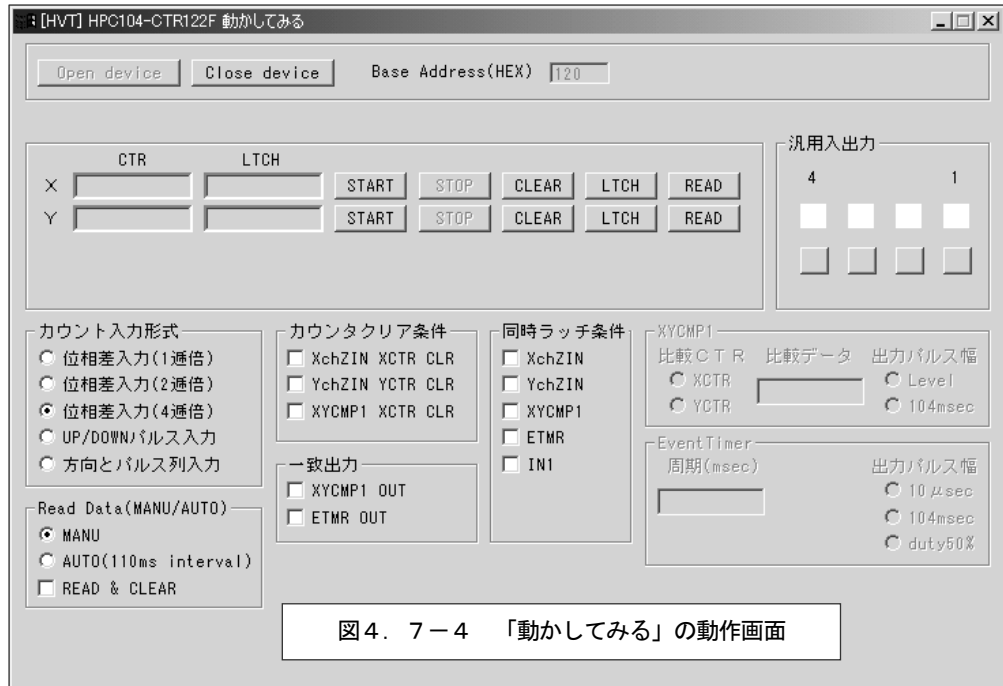 [HVT] HPC104-CTR122F 動かしてみる
Open device Close device Base Address(HEX) 120
CTR LTCH
X START STOP CLEAR LTCH READ
Y START STOP CLEAR LTCH READ
汎用入出力
4 1
カウント入力形式
位相差入力(1逓倍)
位相差入力(2逓倍)
位相差入力(4逓倍)
UP/DOWNパルス入力
方向とパルス列入力
Read Data(MANU/AUTO)
MANU
AUTO(110ms interval)
READ & CLEAR
カウンタクリア条件
XchZIN XCTR CLR
YchZIN YCTR CLR
XYCMP1 XCTR CLR
一致出力
XYCMP1 OUT
ETMR OUT
同時ラッチ条件
XchZIN
YchZIN
XYCMP1
ETMR
IN1
XYCMP1
比較CTR 比較データ 出力パルス幅
XCTR Level
YCTR 104msec
EventTimer
周期(msec) 出力パルス幅
10μsec
104msec
duty50%
図4.7-4 「動かしてみる」の動作画面